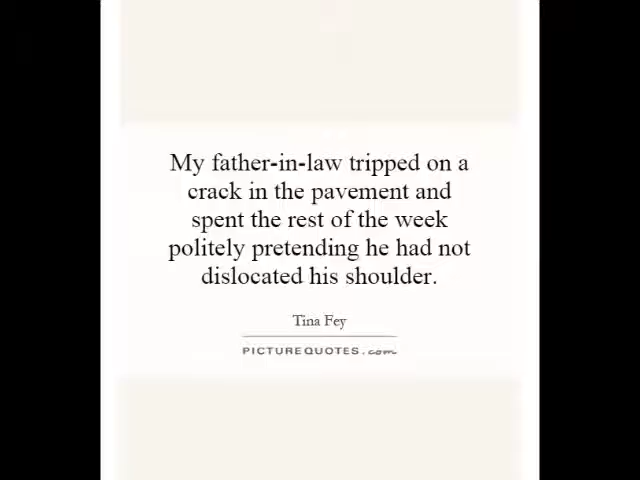 My father-in-law tripped on a
crack in the pavement and
spent the rest of the week
politely pretending he had not
dislocated his shoulder.
Tina Fey
PICTUREQUOTES.com